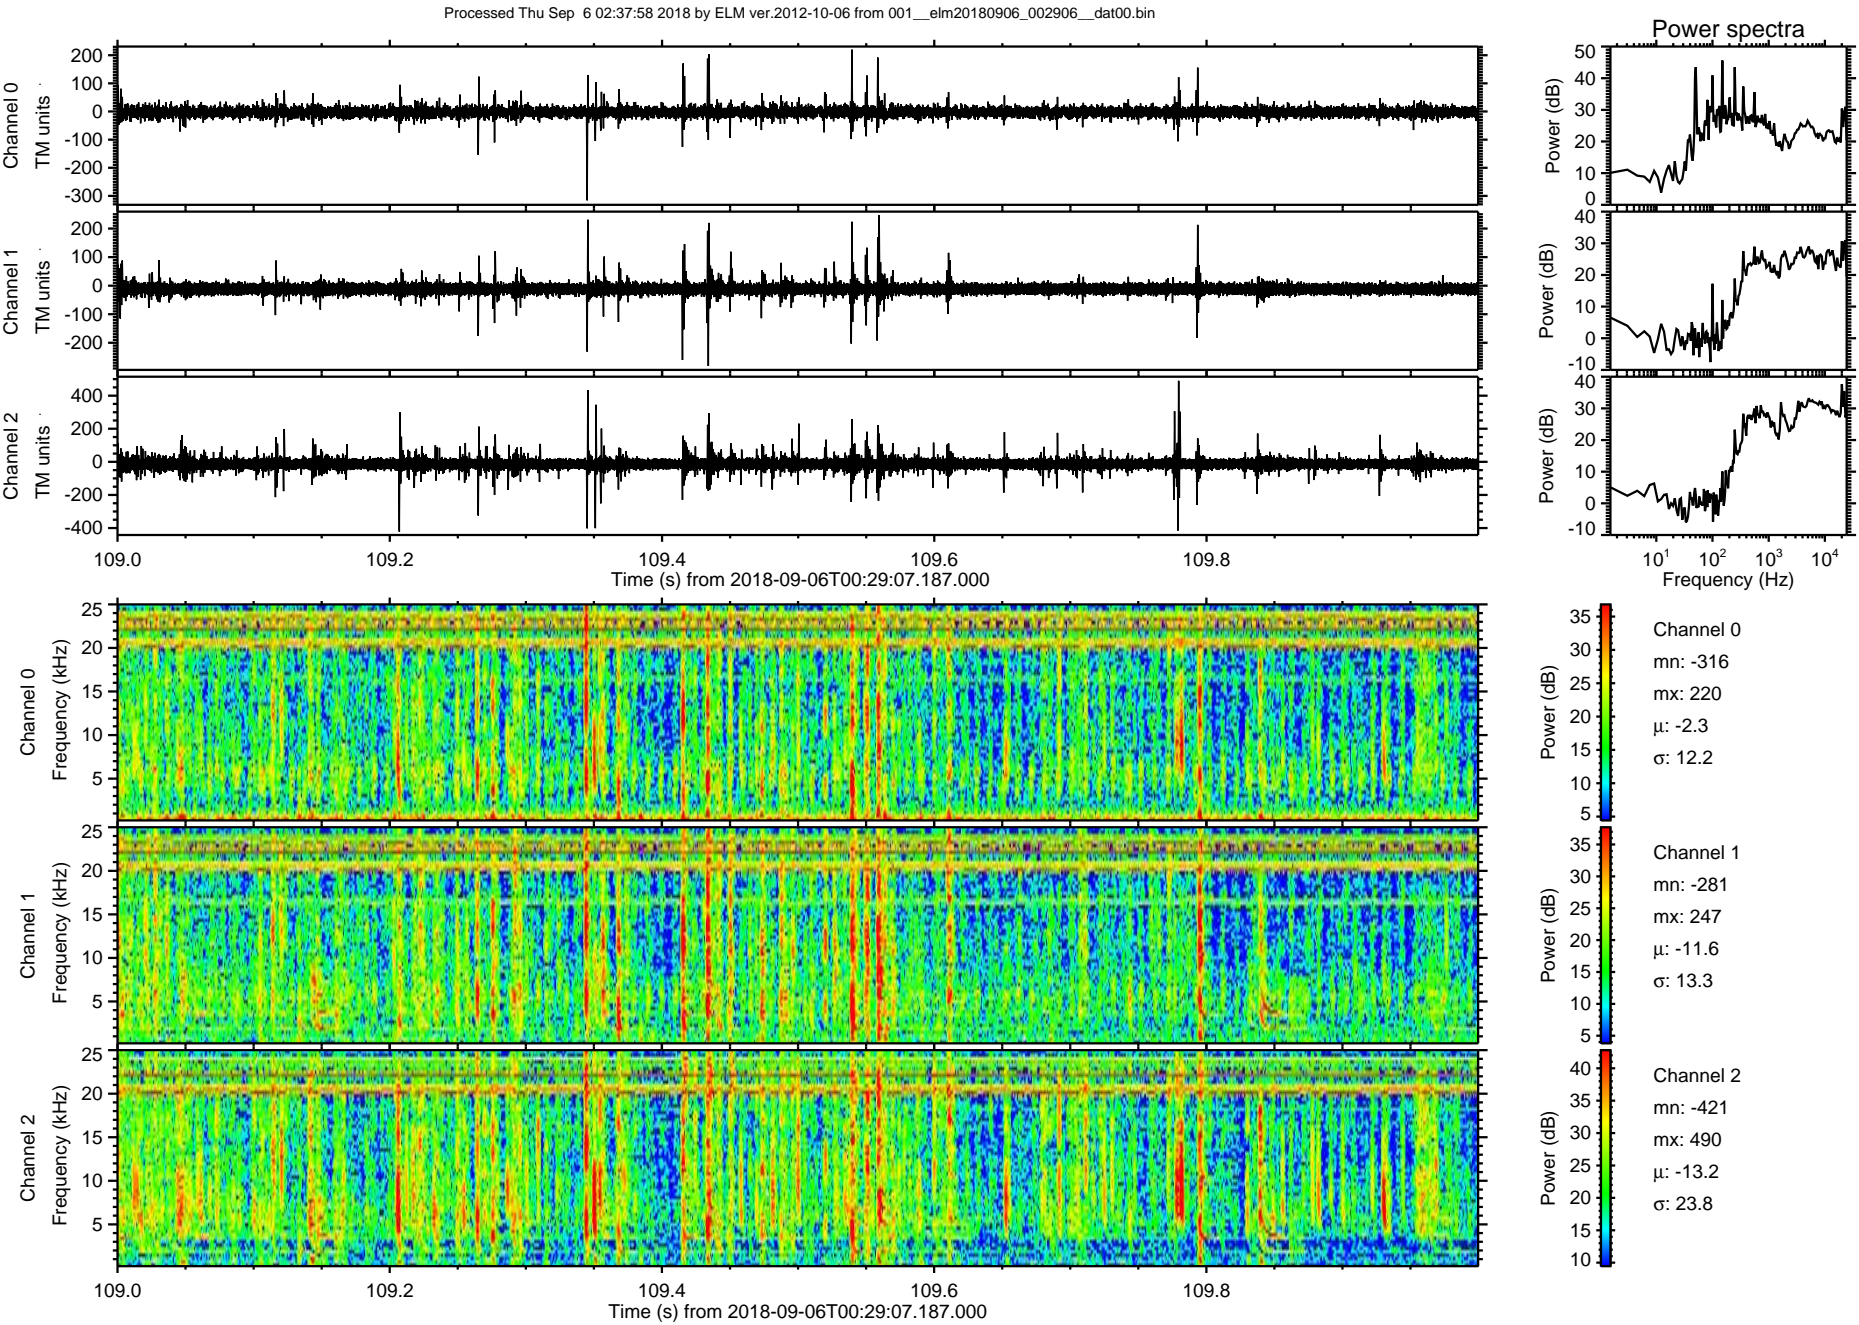 Processed Thu Sep  6 02:37:58 2018 by ELM ver.2012-10-06 from 001__elm20180906_002906__dat00.bin
Power spectra
Channel 0
TM units
200
100
0
-100
-200
-300
Power (dB)
50
40
30
20
10
0
Channel 1
TM units
200
100
0
-100
-200
Power (dB)
40
30
20
10
0
-10
Channel 2
TM units
400
200
0
-200
-400
Power (dB)
40
30
20
10
0
-10
109.0 109.2 109.4 109.6 109.8
Time (s) from 2018-09-06T00:29:07.187.000
10¹ 10² 10³ 10⁴
Frequency (Hz)
Channel 0
Frequency (kHz)
25
20
15
10
5
Power (dB)
35
30
25
20
15
10
5
Channel 0
mn: -316
mx: 220
μ: -2.3
σ: 12.2
Channel 1
Frequency (kHz)
25
20
15
10
5
Power (dB)
35
30
25
20
15
10
5
Channel 1
mn: -281
mx: 247
μ: -11.6
σ: 13.3
Channel 2
Frequency (kHz)
25
20
15
10
5
Power (dB)
40
35
30
25
20
15
10
Channel 2
mn: -421
mx: 490
μ: -13.2
σ: 23.8
109.0 109.2 109.4 109.6 109.8
Time (s) from 2018-09-06T00:29:07.187.000